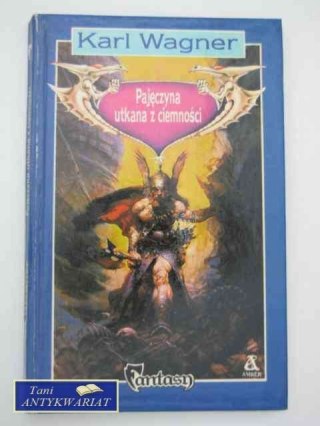 Karl Wagner
Pajęczyna
utkana z ciemności
Fantasy
AMBER
Tani
ANTYKWARIAT